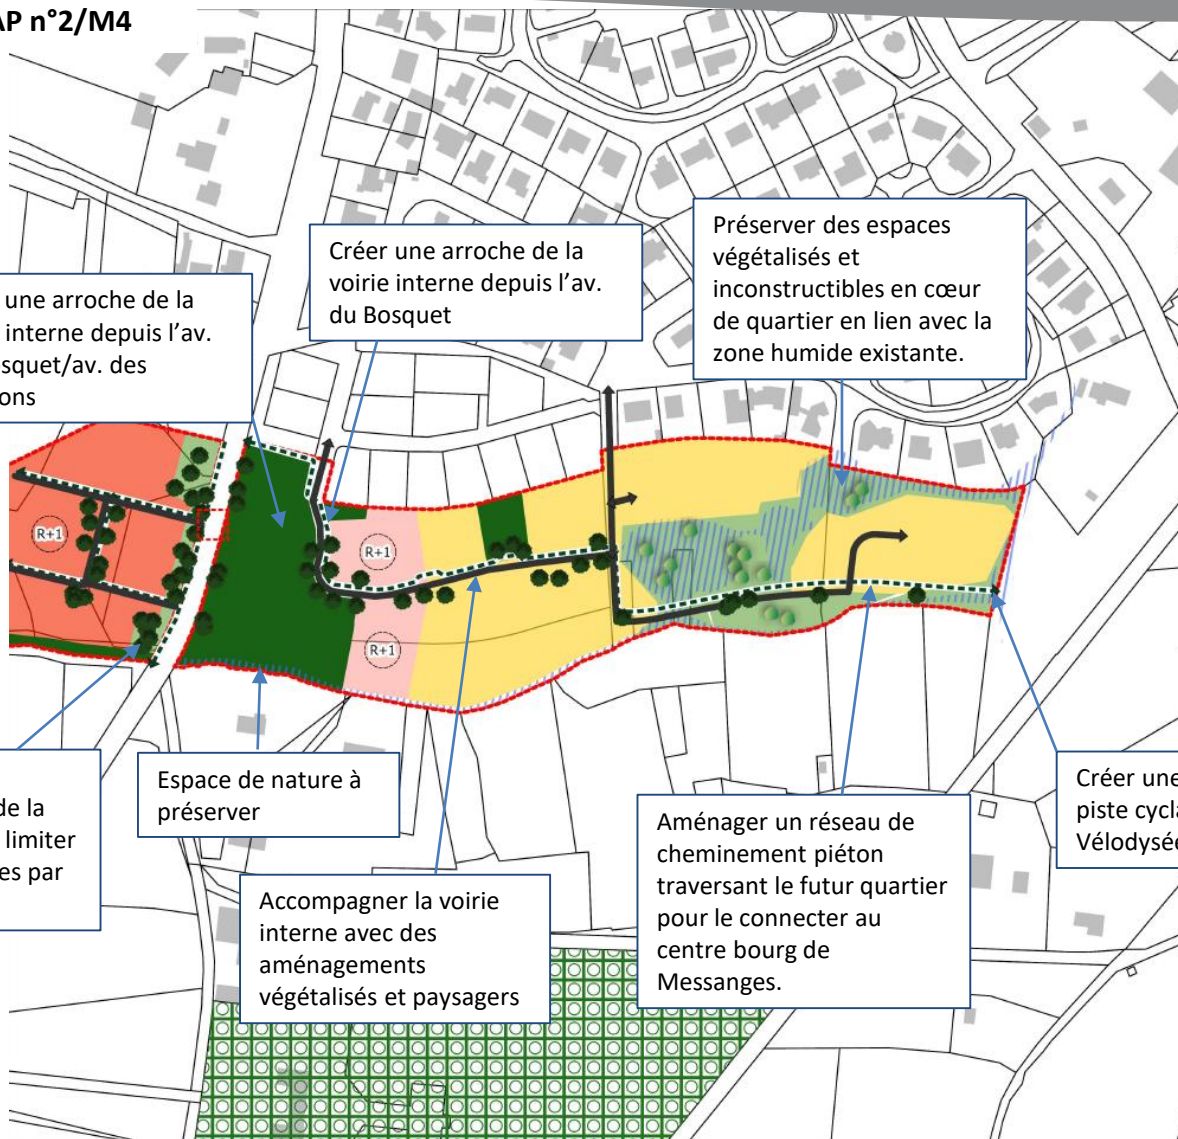 AP n°2/M4
Créer une arroche de la
voirie interne depuis l'av.
du Bosquet
Préserver des espaces
végétalisés et
inconstructibles en cœur
de quartier en lien avec la
zone humide existante.
une arroche de la
interne depuis l'av.
squet/av. des
ons
R+1
R+1
R+1
de la
limiter
es par
Espace de nature à
préserver
Accompagner la voirie
interne avec des
aménagements
végétalisés et paysagers
Aménager un réseau de
cheminement piéton
traversant le futur quartier
pour le connecter au
centre bourg de
Messanges.
Créer une
piste cycla
Vélodysée